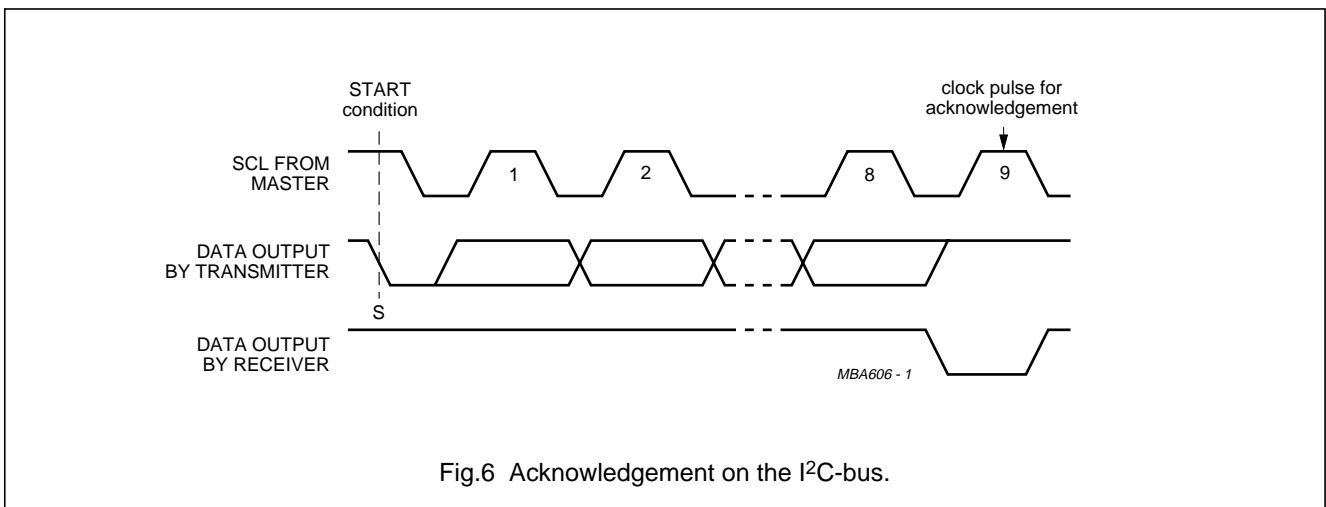 START
condition
clock pulse for
acknowledgement
SCL FROM
MASTER
1
2
8
9
DATA OUTPUT
BY TRANSMITTER
S
DATA OUTPUT
BY RECEIVER
MBA606 - 1
Fig.6 Acknowledgement on the I²C-bus.